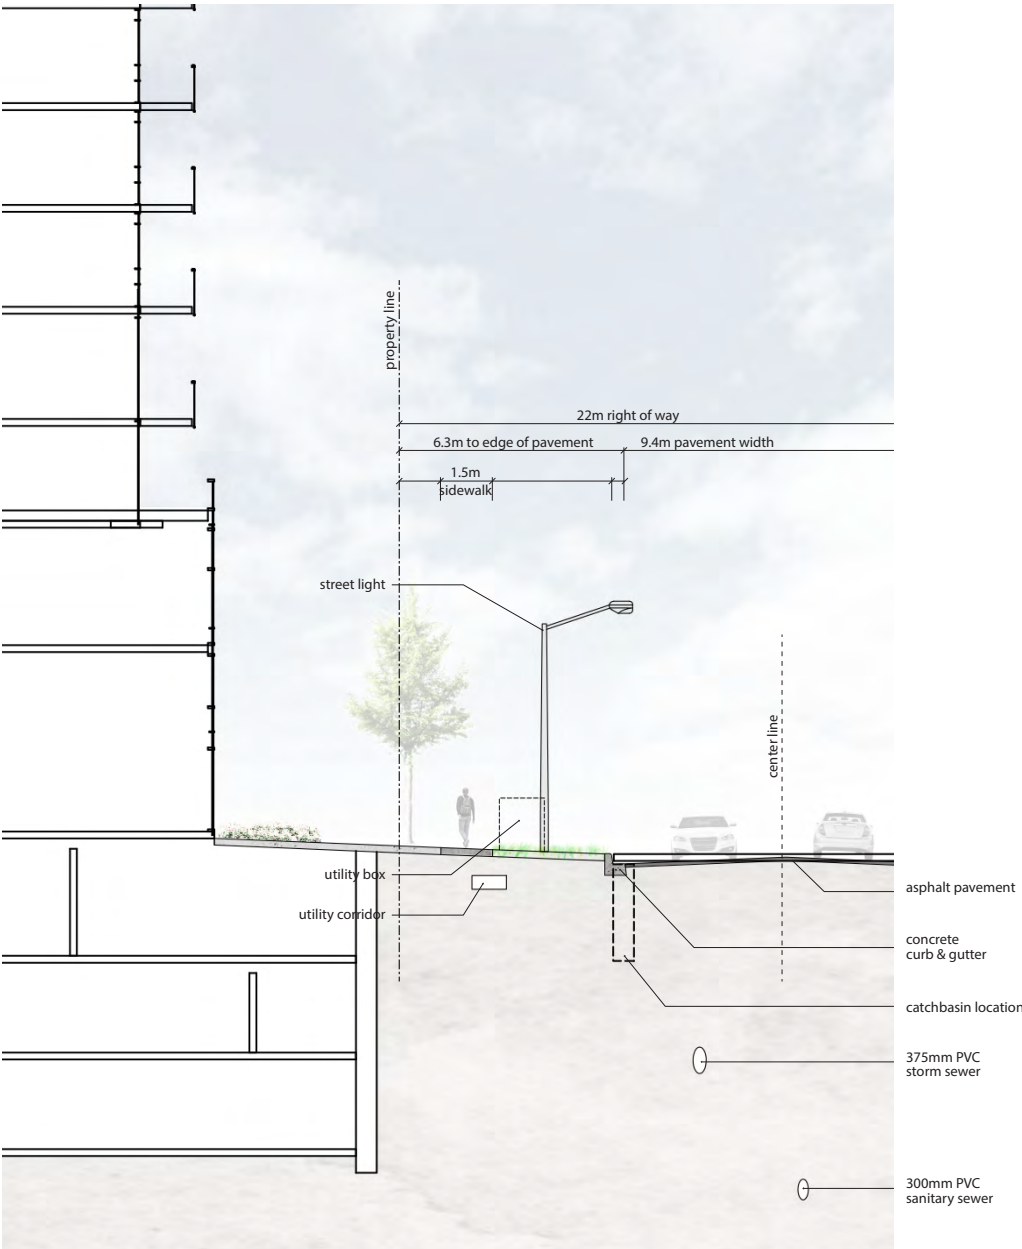 property line
22m right of way
6.3m to edge of pavement
9.4m pavement width
1.5m
sidewalk
street light
center line
utility box
utility corridor
asphalt pavement
concrete
curb & gutter
catchbasin location
375mm PVC
storm sewer
300mm PVC
sanitary sewer